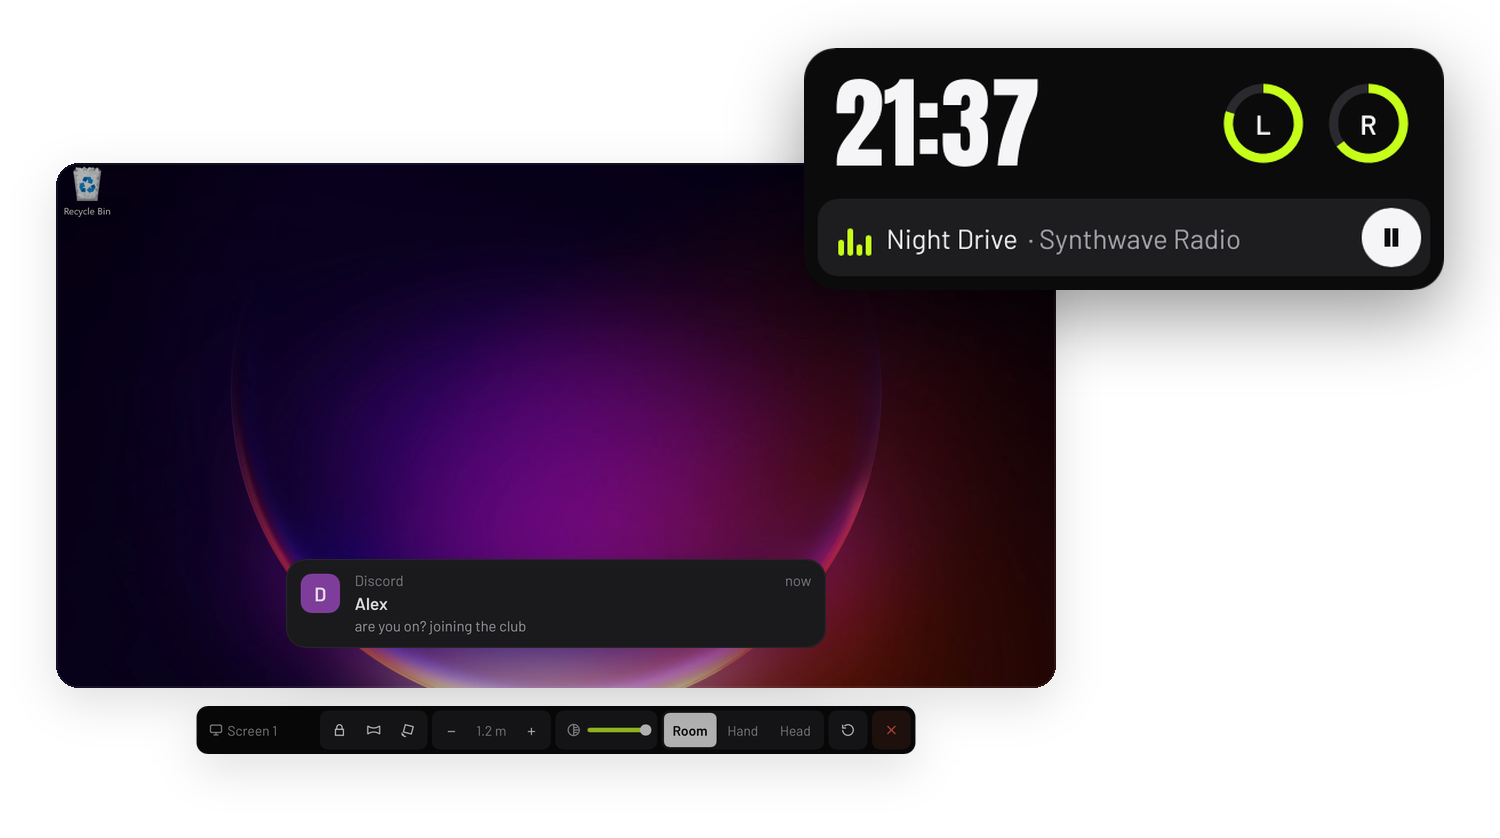 21:37
L
R
Night Drive · Synthwave Radio
Recycle Bin
D
Discord
now
Alex
are you on? joining the club
Screen 1
− 1.2 m +
Room
Hand
Head